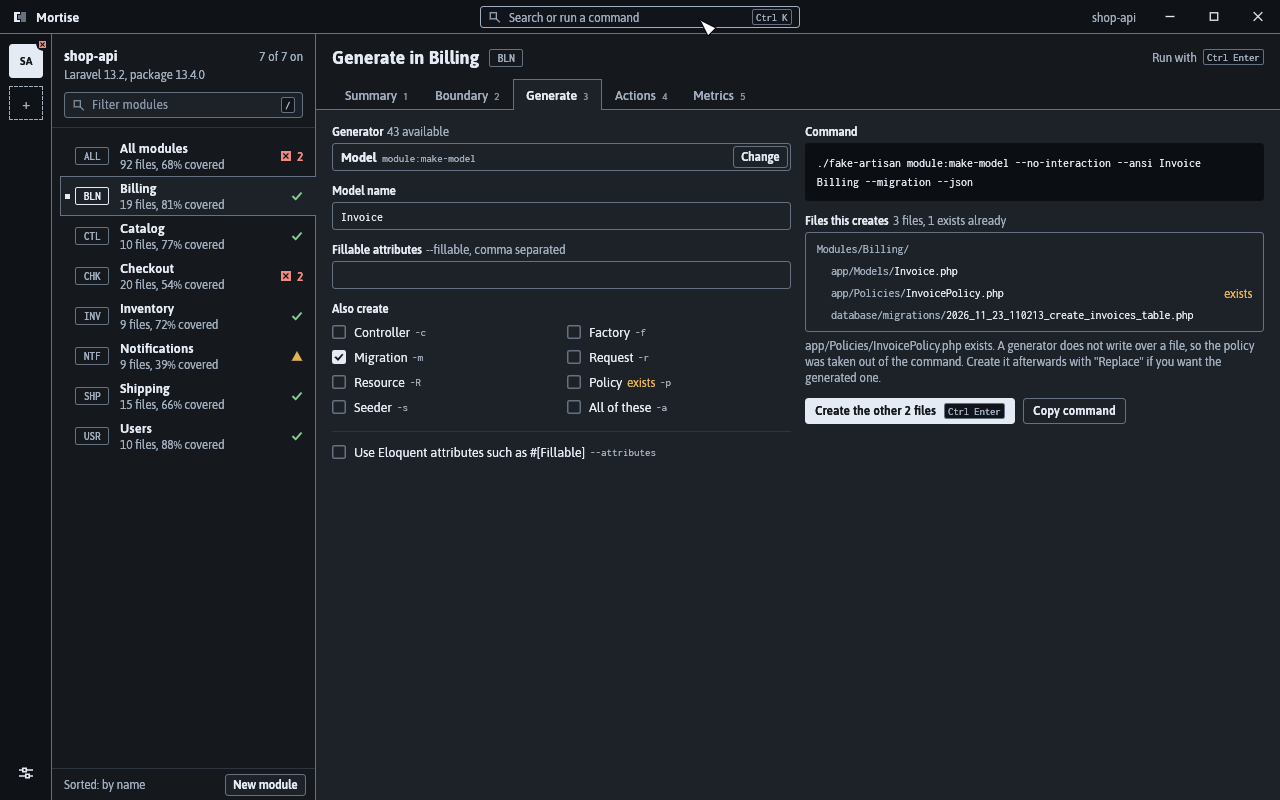 Mortise
Search or run a command
Ctrl K
shop-api
SA
+
shop-api
7 of 7 on
Laravel 13.2, package 13.4.0
Filter modules
/
ALL
All modules
92 files, 68% covered
2
BLN
Billing
19 files, 81% covered
CTL
Catalog
10 files, 77% covered
CHK
Checkout
20 files, 54% covered
2
INV
Inventory
9 files, 72% covered
NTF
Notifications
9 files, 39% covered
SHP
Shipping
15 files, 66% covered
USR
Users
10 files, 88% covered
Sorted: by name
New module
Generate in Billing
BLN
Run with
Ctrl Enter
Summary 1
Boundary 2
Generate 3
Actions 4
Metrics 5
Generator 43 available
Model module:make-model
Change
Model name
Invoice
Fillable attributes --fillable, comma separated
Also create
Controller -c
Factory -f
Migration -m
Request -r
Resource -R
Policy exists -p
Seeder -s
All of these -a
Use Eloquent attributes such as #[Fillable] --attributes
Command
./fake-artisan module:make-model --no-interaction --ansi Invoice
Billing --migration --json
Files this creates 3 files, 1 exists already
Modules/Billing/
app/Models/Invoice.php
app/Policies/InvoicePolicy.php
exists
database/migrations/2026_11_23_110213_create_invoices_table.php
app/Policies/InvoicePolicy.php exists. A generator does not write over a file, so the policy
was taken out of the command. Create it afterwards with "Replace" if you want the
generated one.
Create the other 2 files
Ctrl Enter
Copy command